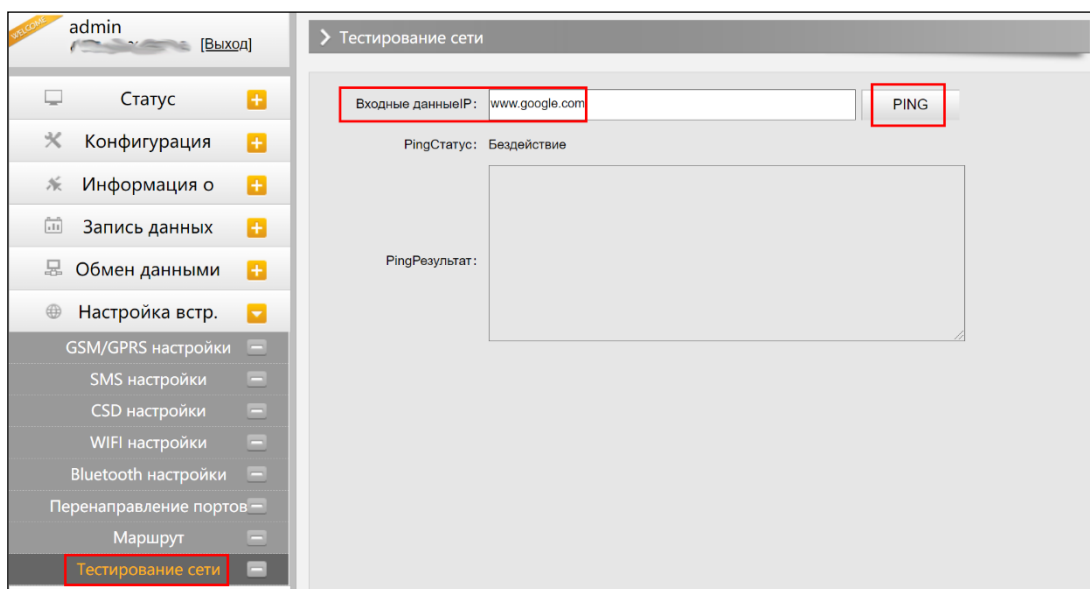 WELCOME
admin
[Выход]
Статус
Конфигурация
Информация о
Запись данных
Обмен данными
Настройка встр.
GSM/GPRS настройки
SMS настройки
CSD настройки
WIFI настройки
Bluetooth настройки
Перенаправление портов
Маршрут
Тестирование сети
Тестирование сети
Входные данныеIP: www.google.com PING
PingСтатус: Бездействие
PingРезультат: